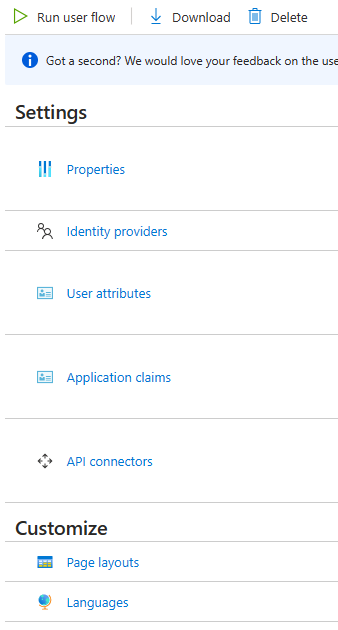 Run user flow Download Delete
Got a second? We would love your feedback on the use
Settings
Properties
Identity providers
User attributes
Application claims
API connectors
Customize
Page layouts
Languages